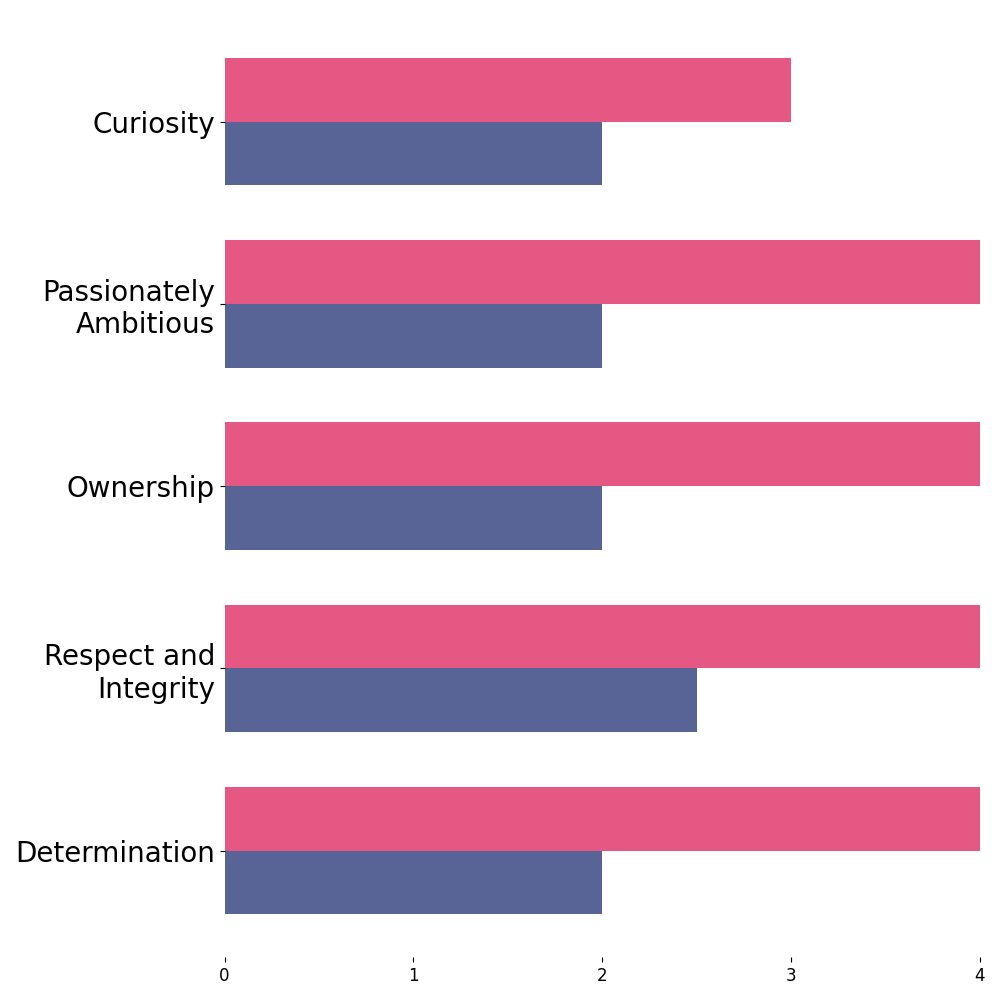 Curiosity
Passionately
Ambitious
Ownership
Respect and
Integrity
Determination
0 1 2 3 4